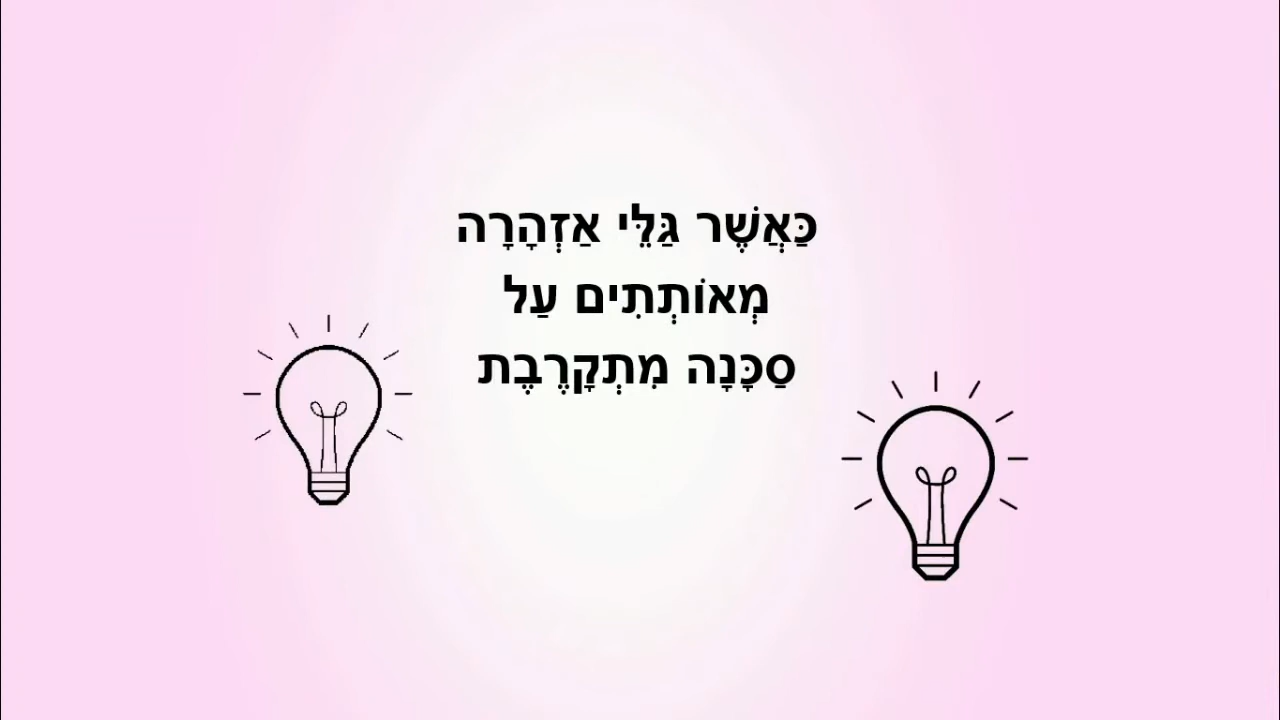 כַּאֲשֶׁר גַּלֵּי אַזְהָרָה
מְאוֹתְתִים עַל
סַכָּנָה מִתְקָרֶבֶת